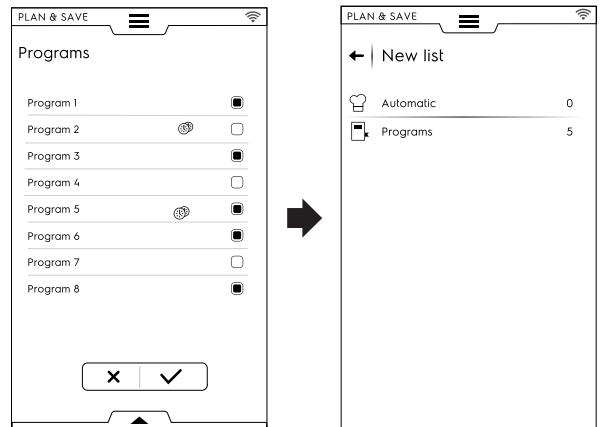 PLAN & SAVE
Programs
Program 1
Program 2
Program 3
Program 4
Program 5
Program 6
Program 7
Program 8
PLAN & SAVE
New list
Automatic 0
Programs 5